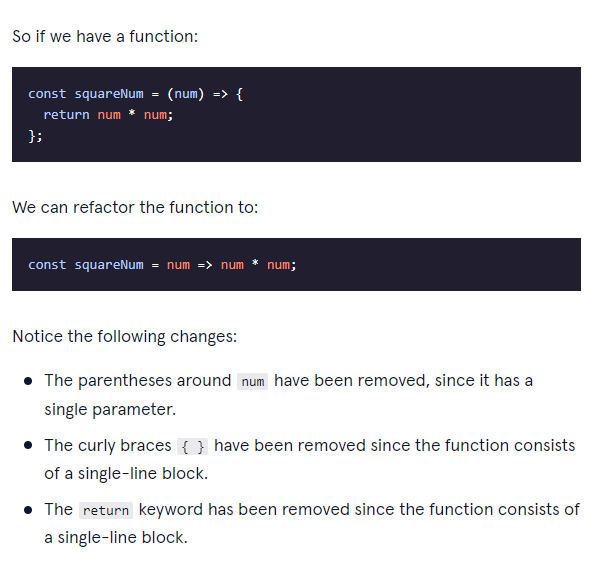 So if we have a function:
const squareNum = (num) => {
  return num * num;
};
We can refactor the function to:
const squareNum = num => num * num;
Notice the following changes:
• The parentheses around num have been removed, since it has a
single parameter.
• The curly braces { } have been removed since the function consists
of a single-line block.
• The return keyword has been removed since the function consists of
a single-line block.